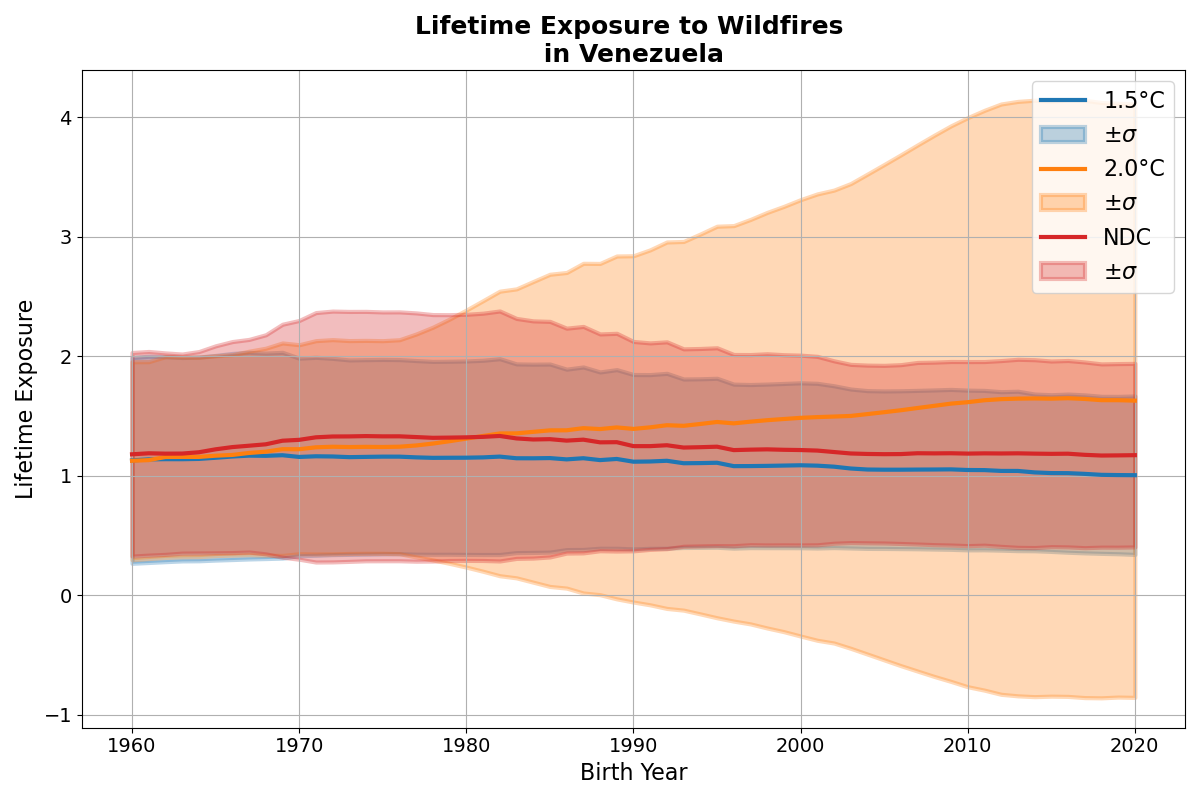 Lifetime Exposure to Wildfires
in Venezuela
1.5°C
±σ
2.0°C
±σ
NDC
±σ
4
3
2
1
0
−1
Lifetime Exposure
1960 1970 1980 1990 2000 2010 2020
Birth Year